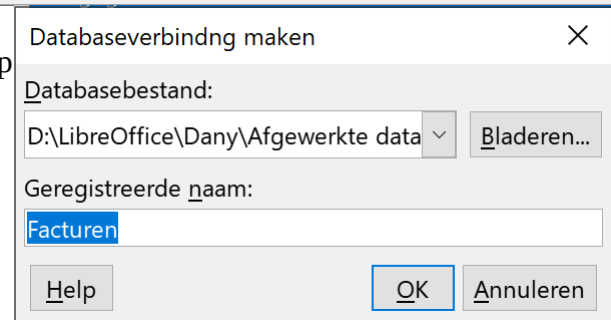 Databaseverbindng maken
p
Databasebestand:
D:\LibreOffice\Dany\Afgewerkte data
Bladeren...
Geregistreerde naam:
Facturen
Help
OK
Annuleren